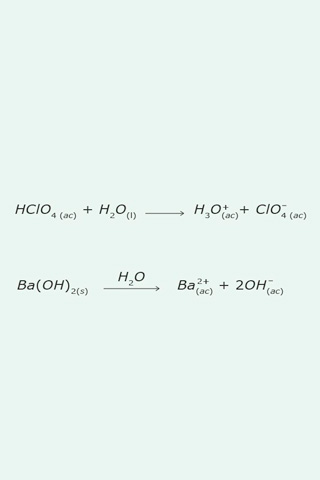 HClO₄ (ac) + H₂O(l) ⟶ H₃O⁺(ac) + ClO₄⁻ (ac)
Ba(OH)₂(s) ⟶[H₂O] Ba²⁺(ac) + 2OH⁻(ac)